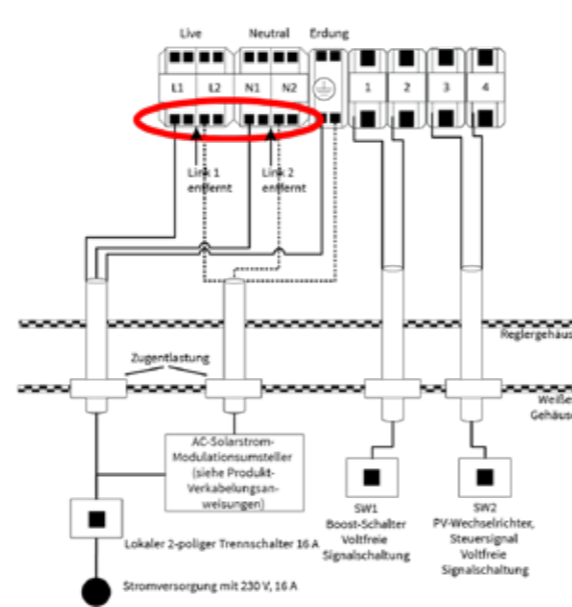 Live Neutral Erdung
L1 L2 N1 N2 1 2 3 4
Link 1
entfernt
Link 2
entfernt
Reglergehäus
Zugentlastung
Weiße
Gehäus
AC-Solarstrom-
Modulationsumsteller
(siehe Produkt-
Verkabelungsan-
weisungen)
SW1
Boost-Schalter
Voltfreie
Signalschaltung
SW2
PV-Wechselrichter,
Steuersignal
Voltfreie
Signalschaltung
Lokaler 2-poliger Trennschalter 16 A
Stromversorgung mit 230 V, 16 A